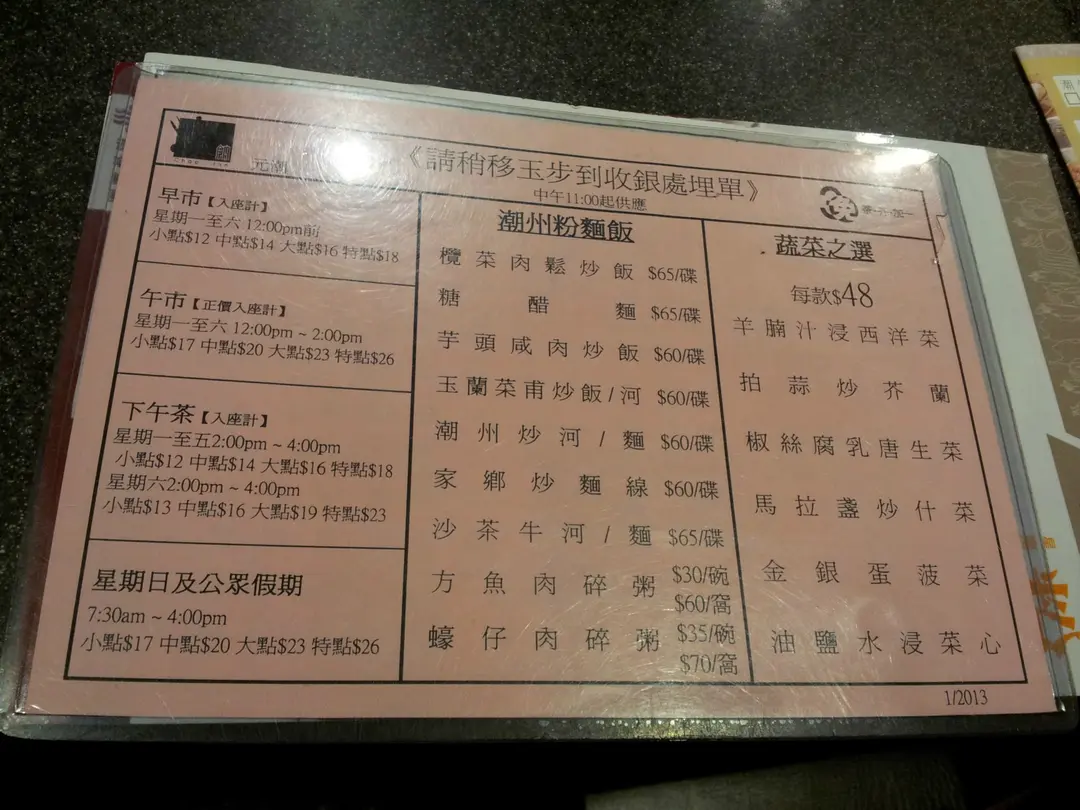 元潮
《請稍移玉步到收銀處埋單》
中午11:00起供應
早市【入座計】
星期一至六 12:00pm前
小點$12 中點$14 大點$16 特點$18
午市【正價入座計】
星期一至六 12:00pm ~ 2:00pm
小點$17 中點$20 大點$23 特點$26
下午茶【入座計】
星期一至五2:00pm ~ 4:00pm
小點$12 中點$14 大點$16 特點$18
星期六2:00pm ~ 4:00pm
小點$13 中點$16 大點$19 特點$23
星期日及公眾假期
7:30am ~ 4:00pm
小點$17 中點$20 大點$23 特點$26
潮州粉麵飯
欖菜肉鬆炒飯 $65/碟
糖醋麵 $65/碟
芋頭咸肉炒飯 $60/碟
玉蘭菜甫炒飯/河 $60/碟
潮州炒河/麵 $60/碟
家鄉炒麵線 $60/碟
沙茶牛河/麵 $65/碟
方魚肉碎粥 $30/碗
$60/窩
蠔仔肉碎粥 $35/碗
$70/窩
蔬菜之選
每款$48
羊腩汁浸西洋菜
拍蒜炒芥蘭
椒絲腐乳唐生菜
馬拉盞炒什菜
金銀蛋菠菜
油鹽水浸菜心
1/2013